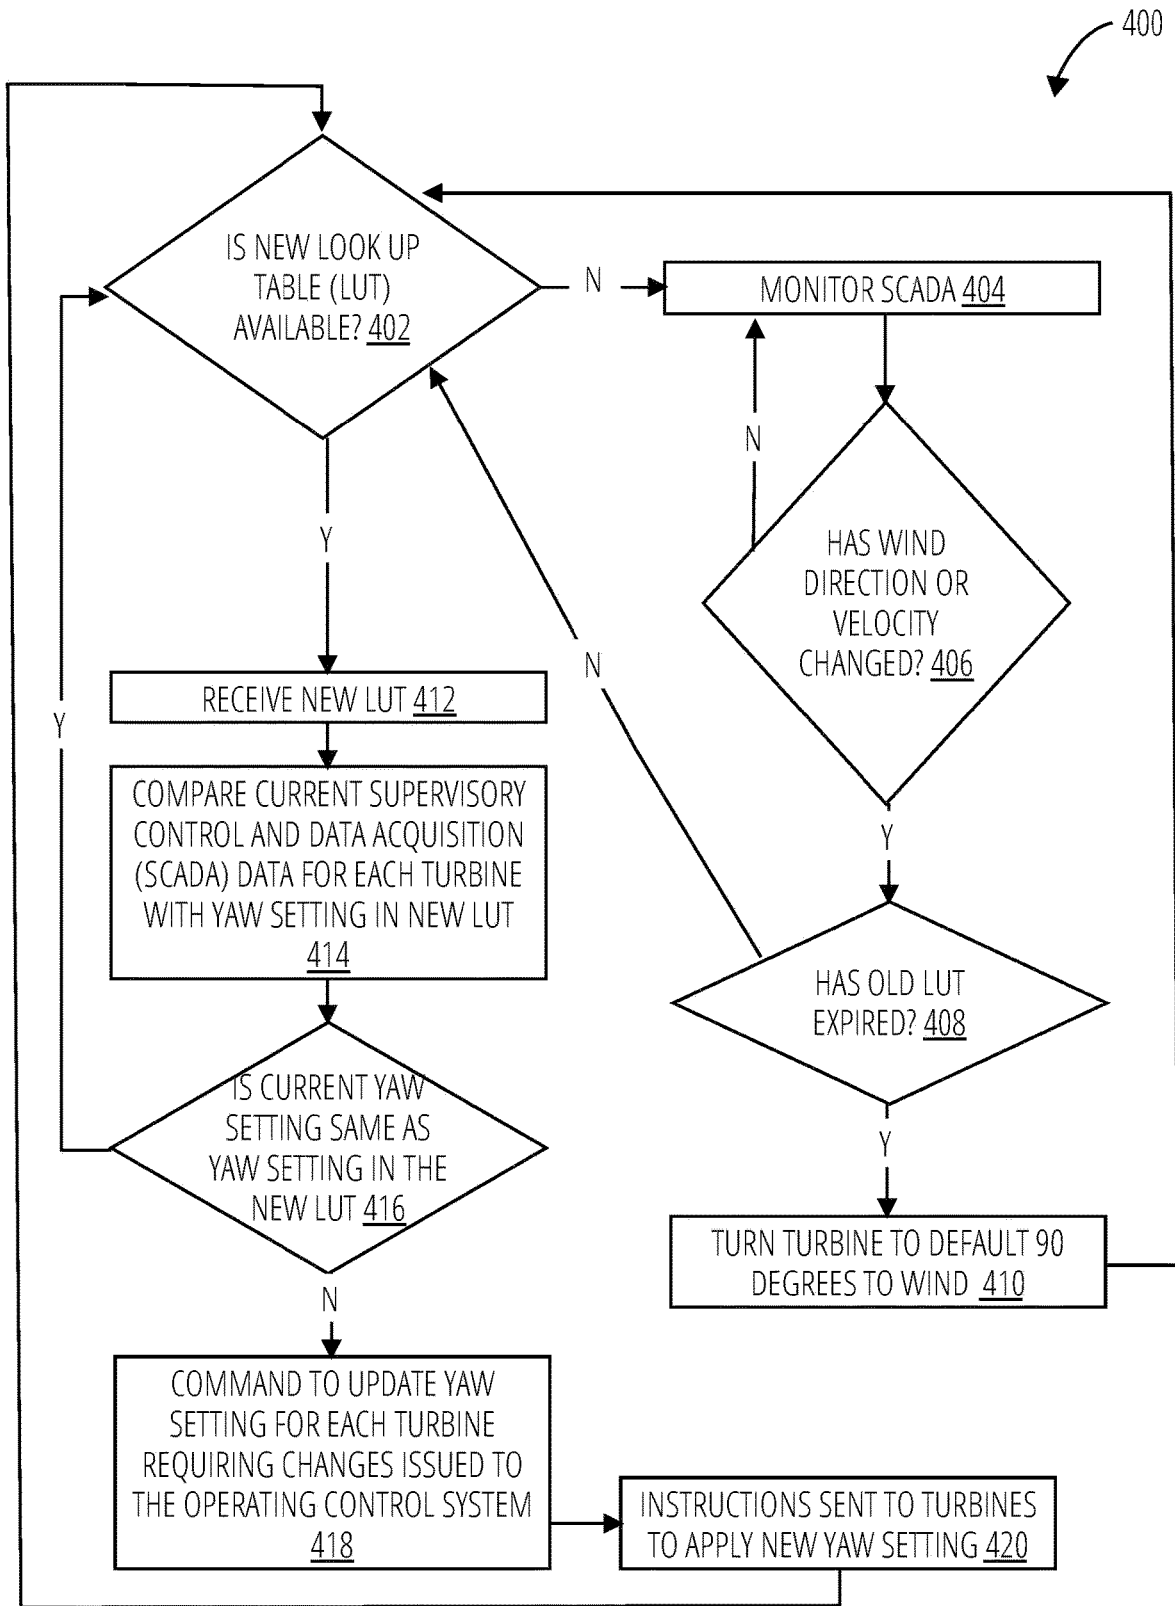 400
IS NEW LOOK UP
TABLE (LUT)
AVAILABLE? 402
N
MONITOR SCADA 404
N
HAS WIND
DIRECTION OR
VELOCITY
CHANGED? 406
Y
N
Y
RECEIVE NEW LUT 412
Y
COMPARE CURRENT SUPERVISORY
CONTROL AND DATA ACQUISITION
(SCADA) DATA FOR EACH TURBINE
WITH YAW SETTING IN NEW LUT
414
HAS OLD LUT
EXPIRED? 408
IS CURRENT YAW
SETTING SAME AS
YAW SETTING IN THE
NEW LUT 416
Y
TURN TURBINE TO DEFAULT 90
DEGREES TO WIND 410
N
COMMAND TO UPDATE YAW
SETTING FOR EACH TURBINE
REQUIRING CHANGES ISSUED TO
THE OPERATING CONTROL SYSTEM
418
INSTRUCTIONS SENT TO TURBINES
TO APPLY NEW YAW SETTING 420